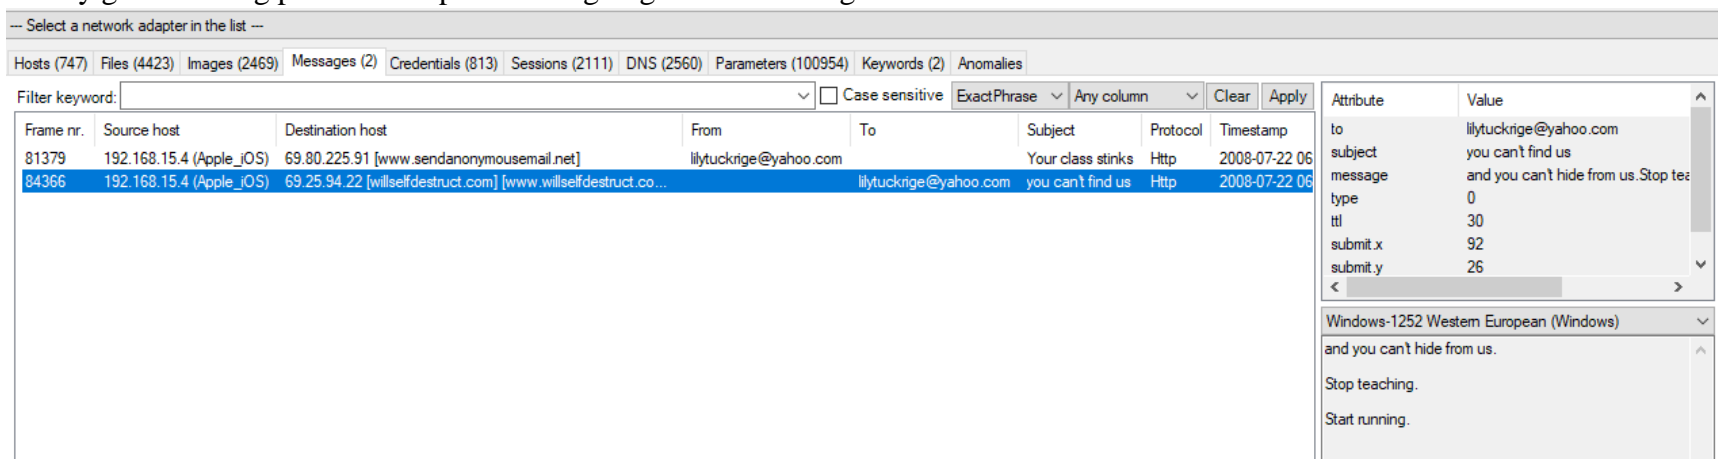 --- Select a network adapter in the list ---
Hosts (747) Files (4423) Images (2469) Messages (2) Credentials (813) Sessions (2111) DNS (2560) Parameters (100954) Keywords (2) Anomalies
Filter keyword: Case sensitive ExactPhrase Any column Clear Apply
Frame nr. Source host Destination host From To Subject Protocol Timestamp
81379 192.168.15.4 (Apple_iOS) 69.80.225.91 [www.sendanonymousemail.net] lilytuckrige@yahoo.com Your class stinks Http 2008-07-22 06
84366 192.168.15.4 (Apple_iOS) 69.25.94.22 [willselfdestruct.com] [www.willselfdestruct.co... lilytuckrige@yahoo.com you can't find us Http 2008-07-22 06
Attribute Value
to lilytuckrige@yahoo.com
subject you can't find us
message and you can't hide from us.Stop tea
type 0
ttl 30
submit.x 92
submit.y 26
Windows-1252 Western European (Windows)
and you can't hide from us.
Stop teaching.
Start running.